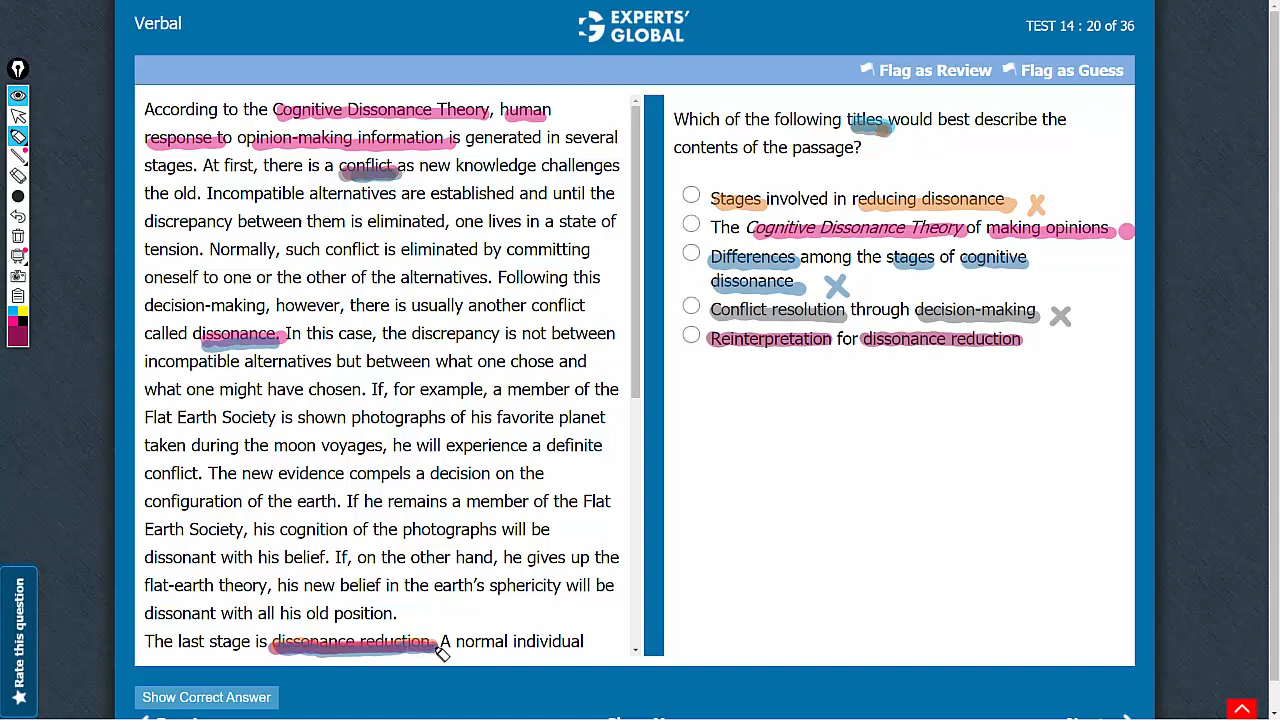 Verbal
EXPERTS'
GLOBAL
TEST 14 : 20 of 36
Flag as Review
Flag as Guess
According to the Cognitive Dissonance Theory, human
response to opinion-making information is generated in several
stages. At first, there is a conflict as new knowledge challenges
the old. Incompatible alternatives are established and until the
discrepancy between them is eliminated, one lives in a state of
tension. Normally, such conflict is eliminated by committing
oneself to one or the other of the alternatives. Following this
decision-making, however, there is usually another conflict
called dissonance. In this case, the discrepancy is not between
incompatible alternatives but between what one chose and
what one might have chosen. If, for example, a member of the
Flat Earth Society is shown photographs of his favorite planet
taken during the moon voyages, he will experience a definite
conflict. The new evidence compels a decision on the
configuration of the earth. If he remains a member of the Flat
Earth Society, his cognition of the photographs will be
dissonant with his belief. If, on the other hand, he gives up the
flat-earth theory, his new belief in the earth's sphericity will be
dissonant with all his old position.
The last stage is dissonance reduction. A normal individual
Which of the following titles would best describe the
contents of the passage?
Stages involved in reducing dissonance
The Cognitive Dissonance Theory of making opinions
Differences among the stages of cognitive
dissonance
Conflict resolution through decision-making
Reinterpretation for dissonance reduction
Rate this question
Show Correct Answer